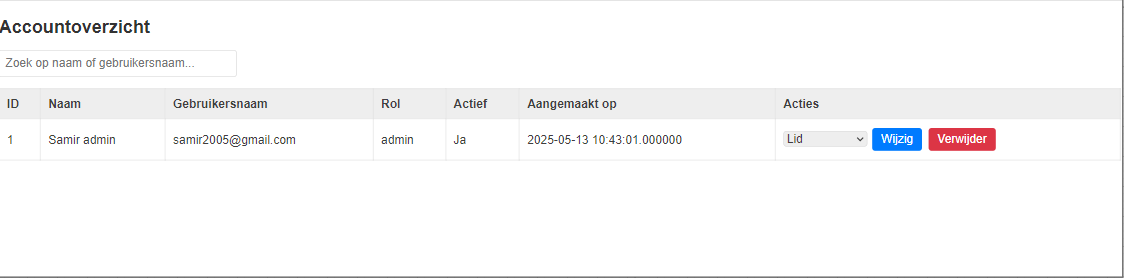 Accountoverzicht
Zoek op naam of gebruikersnaam...
ID Naam Gebruikersnaam Rol Actief Aangemaakt op Acties
1 Samir admin samir2005@gmail.com admin Ja 2025-05-13 10:43:01.000000 Lid Wijzig Verwijder